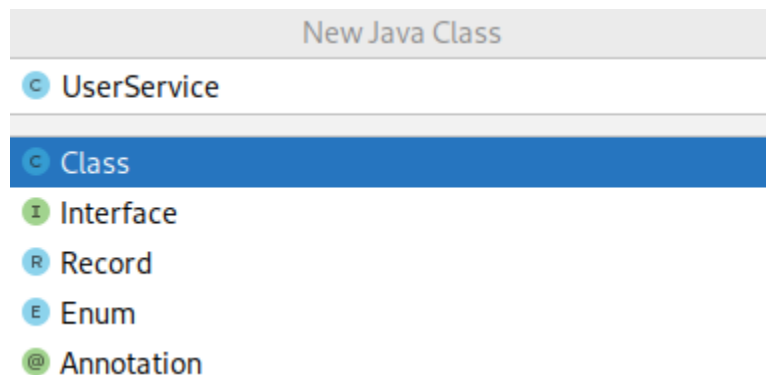 New Java Class
C UserService
C Class
I Interface
R Record
E Enum
@ Annotation